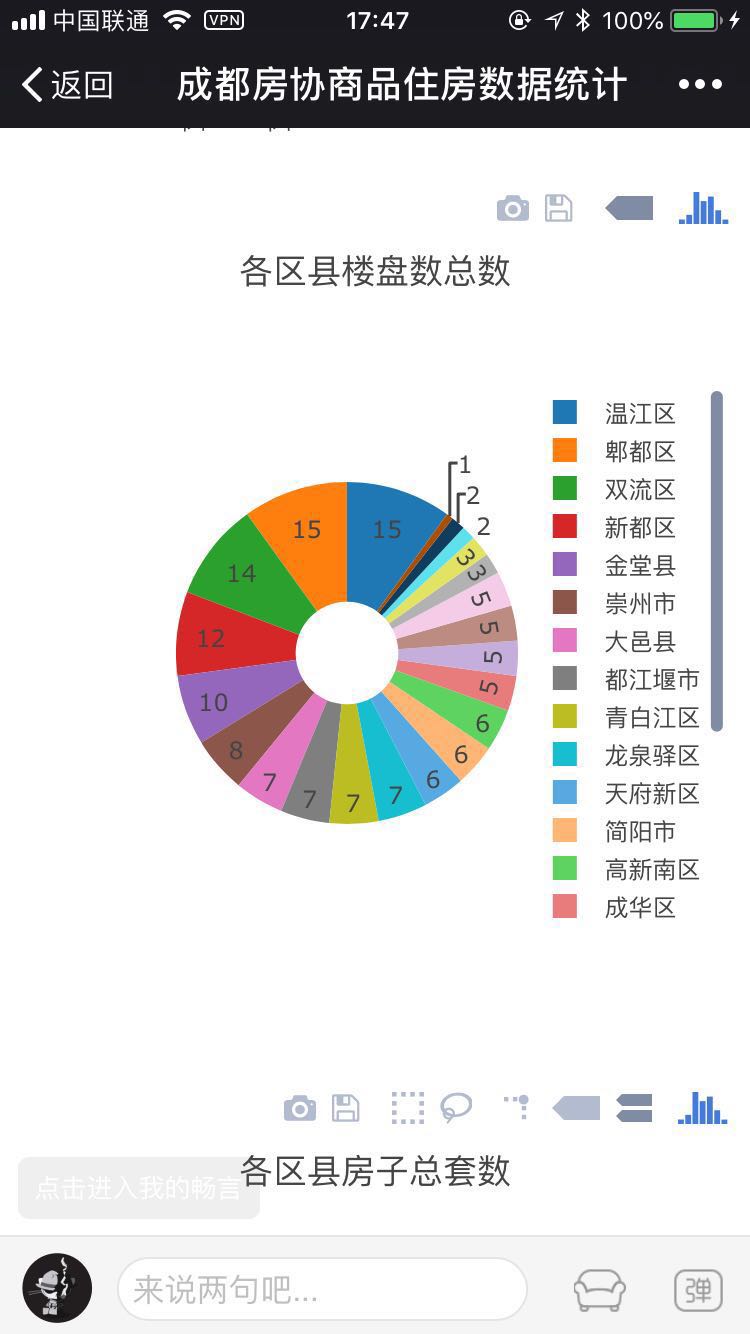 中国联通 VPN 17:47 100%
返回 成都房协商品住房数据统计
各区县楼盘数总数
温江区
郫都区
双流区
新都区
金堂县
崇州市
大邑县
都江堰市
青白江区
龙泉驿区
天府新区
简阳市
高新南区
成华区
1
2
2
3
3
5
5
5
5
6
6
6
7
7
7
7
8
10
12
14
15
15
各区县房子总套数
点击进入我的畅言
来说两句吧...
弹